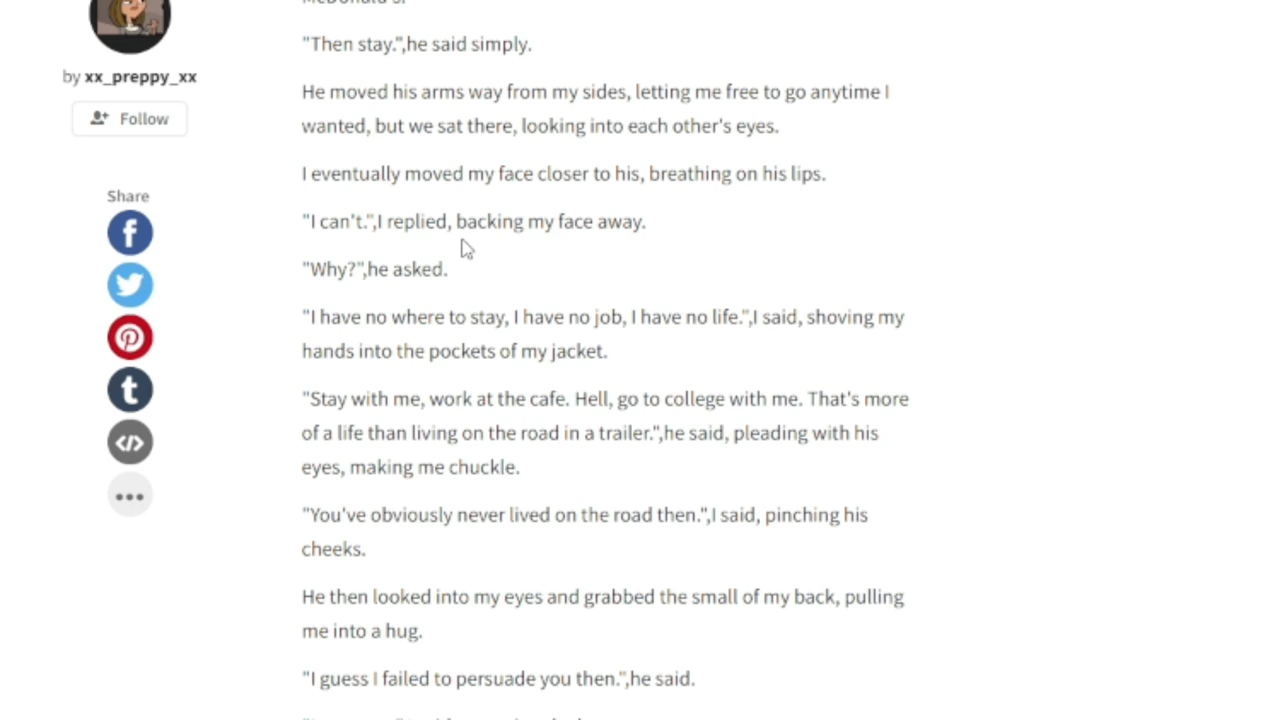 McDonald's.
"Then stay.",he said simply.
He moved his arms way from my sides, letting me free to go anytime I
wanted, but we sat there, looking into each other's eyes.
I eventually moved my face closer to his, breathing on his lips.
"I can't.",I replied, backing my face away.
"Why?",he asked.
"I have no where to stay, I have no job, I have no life.",I said, shoving my
hands into the pockets of my jacket.
"Stay with me, work at the cafe. Hell, go to college with me. That's more
of a life than living on the road in a trailer.",he said, pleading with his
eyes, making me chuckle.
"You've obviously never lived on the road then.",I said, pinching his
cheeks.
He then looked into my eyes and grabbed the small of my back, pulling
me into a hug.
"I guess I failed to persuade you then.",he said.
by xx_preppy_xx
Follow
Share